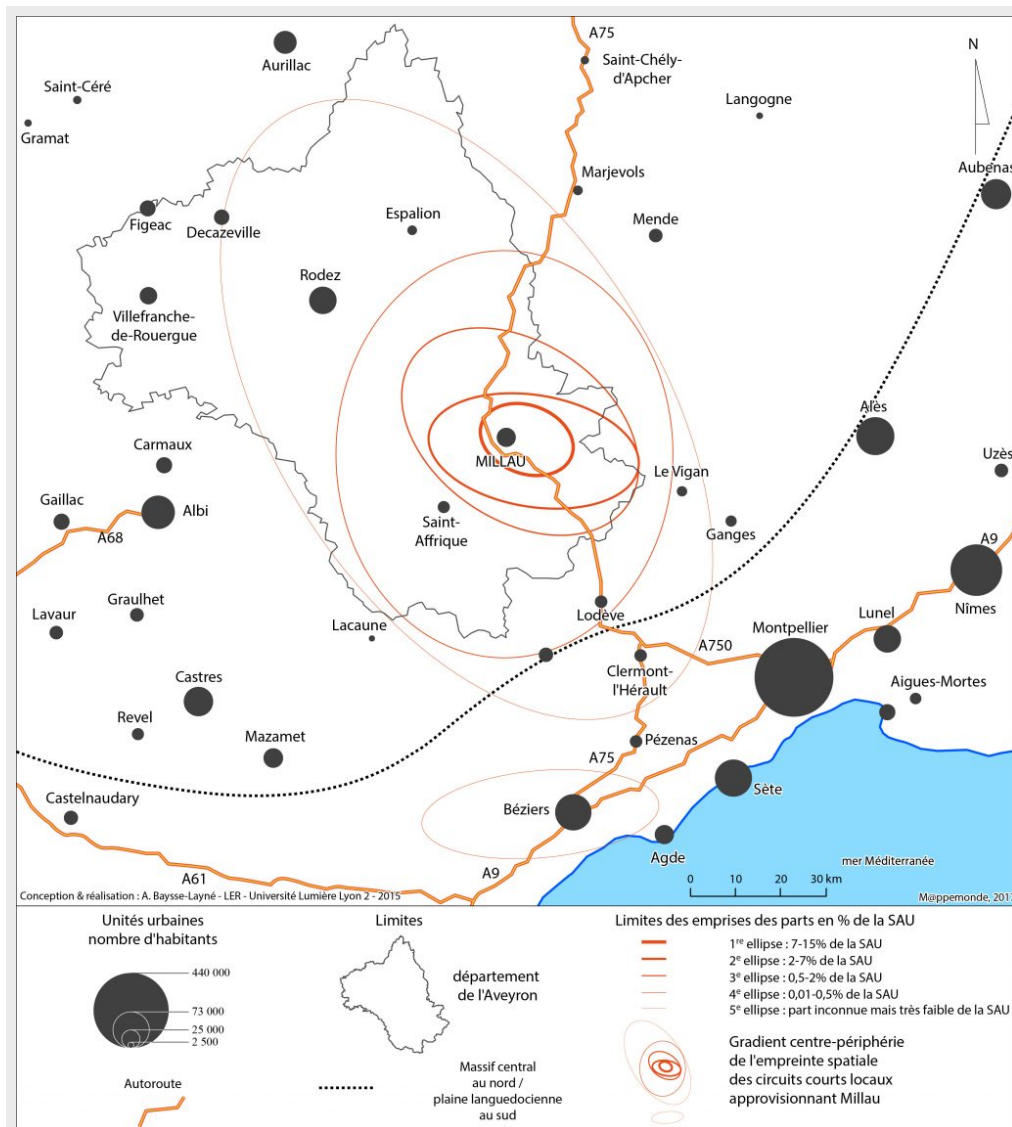 A75
Saint-Chély-
d'Apcher
Aurillac
N
Saint-Céré
Langogne
Gramat
Aubenas
Marjevols
Mende
Espalion
Figeac
Decazeville
Rodez
Villefranche-
de-Rouergue
Alès
Carmaux
MILLAU
Uzès
Le Vigan
Gaillac
Albi
Saint-
Affrique
Ganges
A68
A9
Graulhet
Lavaur
Lacaune
Lodève
Nîmes
Lunel
Montpellier
A750
Clermont-
l'Hérault
Castres
Aigues-Mortes
Revel
Mazamet
Pézenas
A75
Castelnaudary
Béziers
Sète
Agde
mer Méditerranée
A61
A9
0 10 20 30 km
Conception & réalisation : A. Baysse-Layné - LER - Université Lumière Lyon 2 - 2015
Unités urbaines
nombre d'habitants
440 000
73 000
25 000
2 500
Autoroute
Limites
département
de l'Aveyron
Massif central
au nord /
plaine languedocienne
au sud
Limites des emprises des parts en % de la SAU
1re ellipse : 7-15% de la SAU
2e ellipse : 2-7% de la SAU
3e ellipse : 0,5-2% de la SAU
4e ellipse : 0,01-0,5% de la SAU
5e ellipse : part inconnue mais très faible de la SAU
Gradient centre-périphérie
de l'empreinte spatiale
des circuits courts locaux
approvisionnant Millau
M@ppemonde,